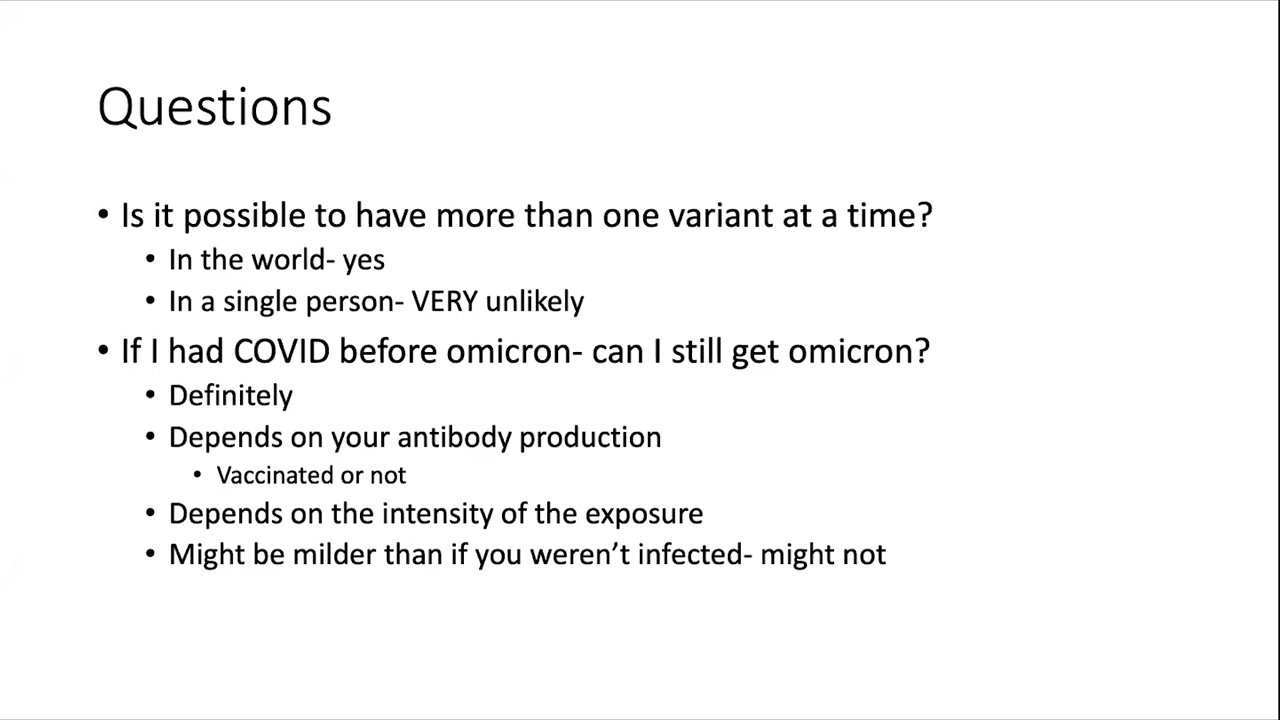 Questions
• Is it possible to have more than one variant at a time?
• In the world- yes
• In a single person- VERY unlikely
• If I had COVID before omicron- can I still get omicron?
• Definitely
• Depends on your antibody production
• Vaccinated or not
• Depends on the intensity of the exposure
• Might be milder than if you weren’t infected- might not